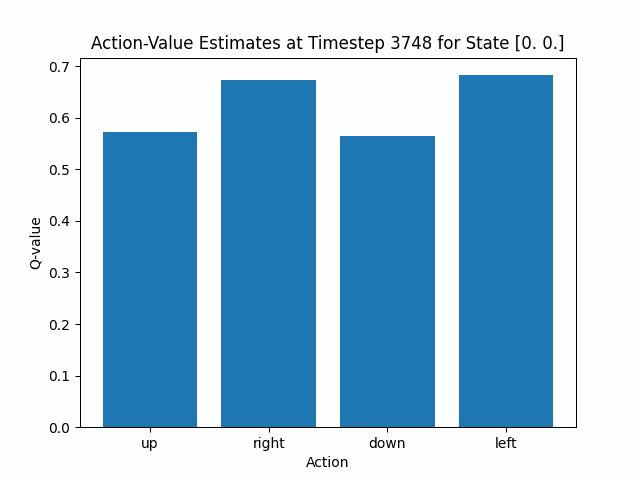 Action-Value Estimates at Timestep 3748 for State [0. 0.]
0.7
0.6
0.5
0.4
0.3
0.2
0.1
0.0
Q-value
up right down left
Action